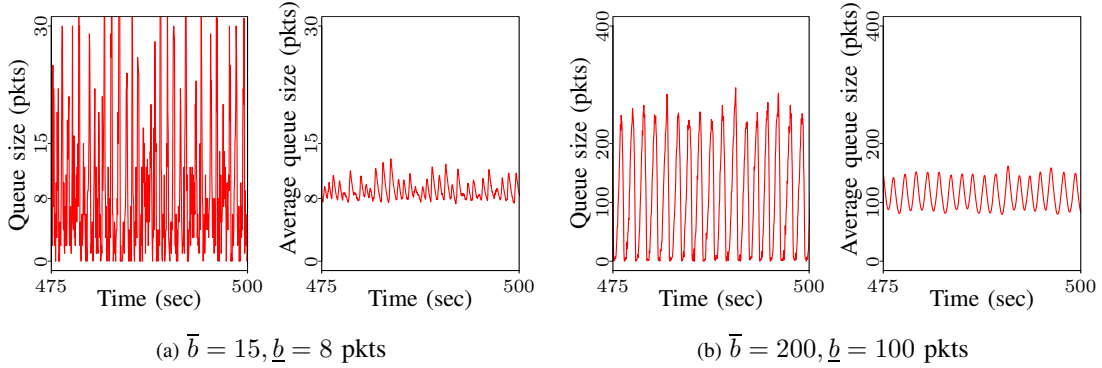 Queue size (pkts)
30
15
8
0
475
500
Time (sec)
Average queue size (pkts)
30
15
8
0
475
500
Time (sec)
(a) b̅ = 15, b̲ = 8 pkts
Queue size (pkts)
400
200
100
0
475
500
Time (sec)
Average queue size (pkts)
400
200
100
0
475
500
Time (sec)
(b) b̅ = 200, b̲ = 100 pkts